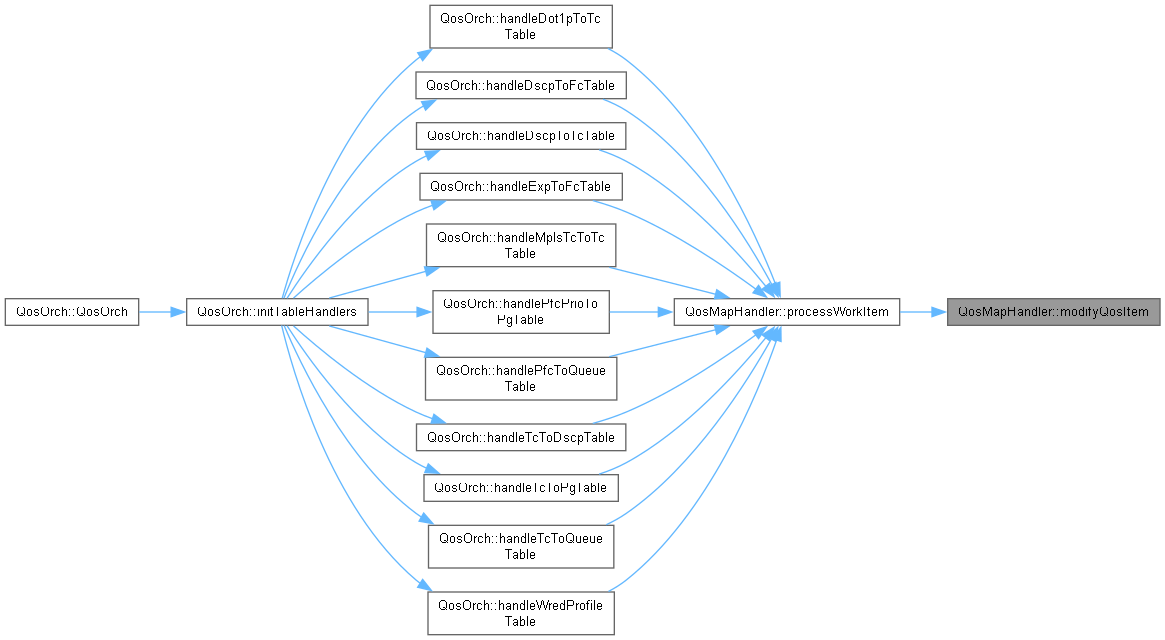 QosOrch::handleDot1pToTc
Table
QosOrch::handleDscpToFcTable
QosOrch::handleDscpToTcTable
QosOrch::handleExpToFcTable
QosOrch::handleMplsTcToTc
Table
QosOrch::handlePfcPrioTo
PgTable
QosOrch::QosOrch
QosOrch::initTableHandlers
QosMapHandler::processWorkItem
QosMapHandler::modifyQosItem
QosOrch::handlePfcToQueue
Table
QosOrch::handleTcToDscpTable
QosOrch::handleTcToPgTable
QosOrch::handleTcToQueue
Table
QosOrch::handleWredProfile
Table